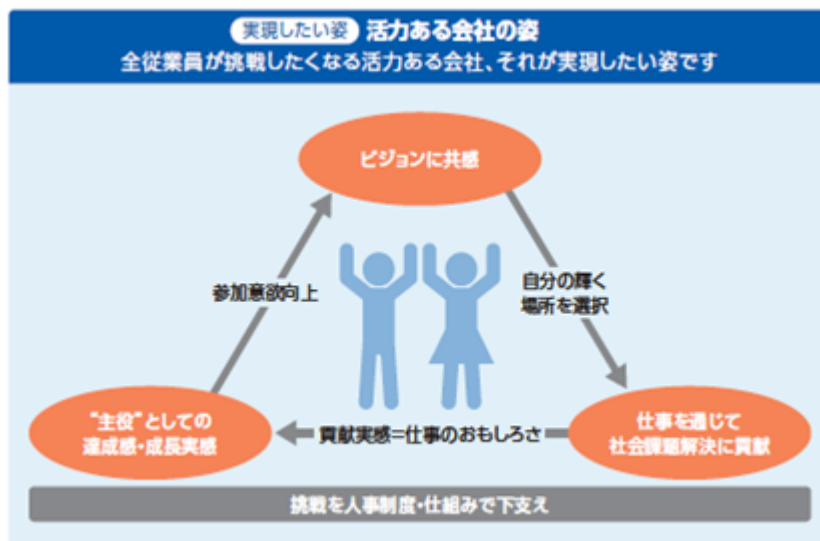 実現したい姿 活力ある会社の姿
全従業員が挑戦したくなる活力ある会社、それが実現したい姿です
ビジョンに共感
参加意欲向上
自分の輝く
場所を選択
“主役”としての
達成感・成長実感
貢献実感=仕事のおもしろさ
仕事を通じて
社会課題解決に貢献
挑戦を人事制度・仕組みで下支え